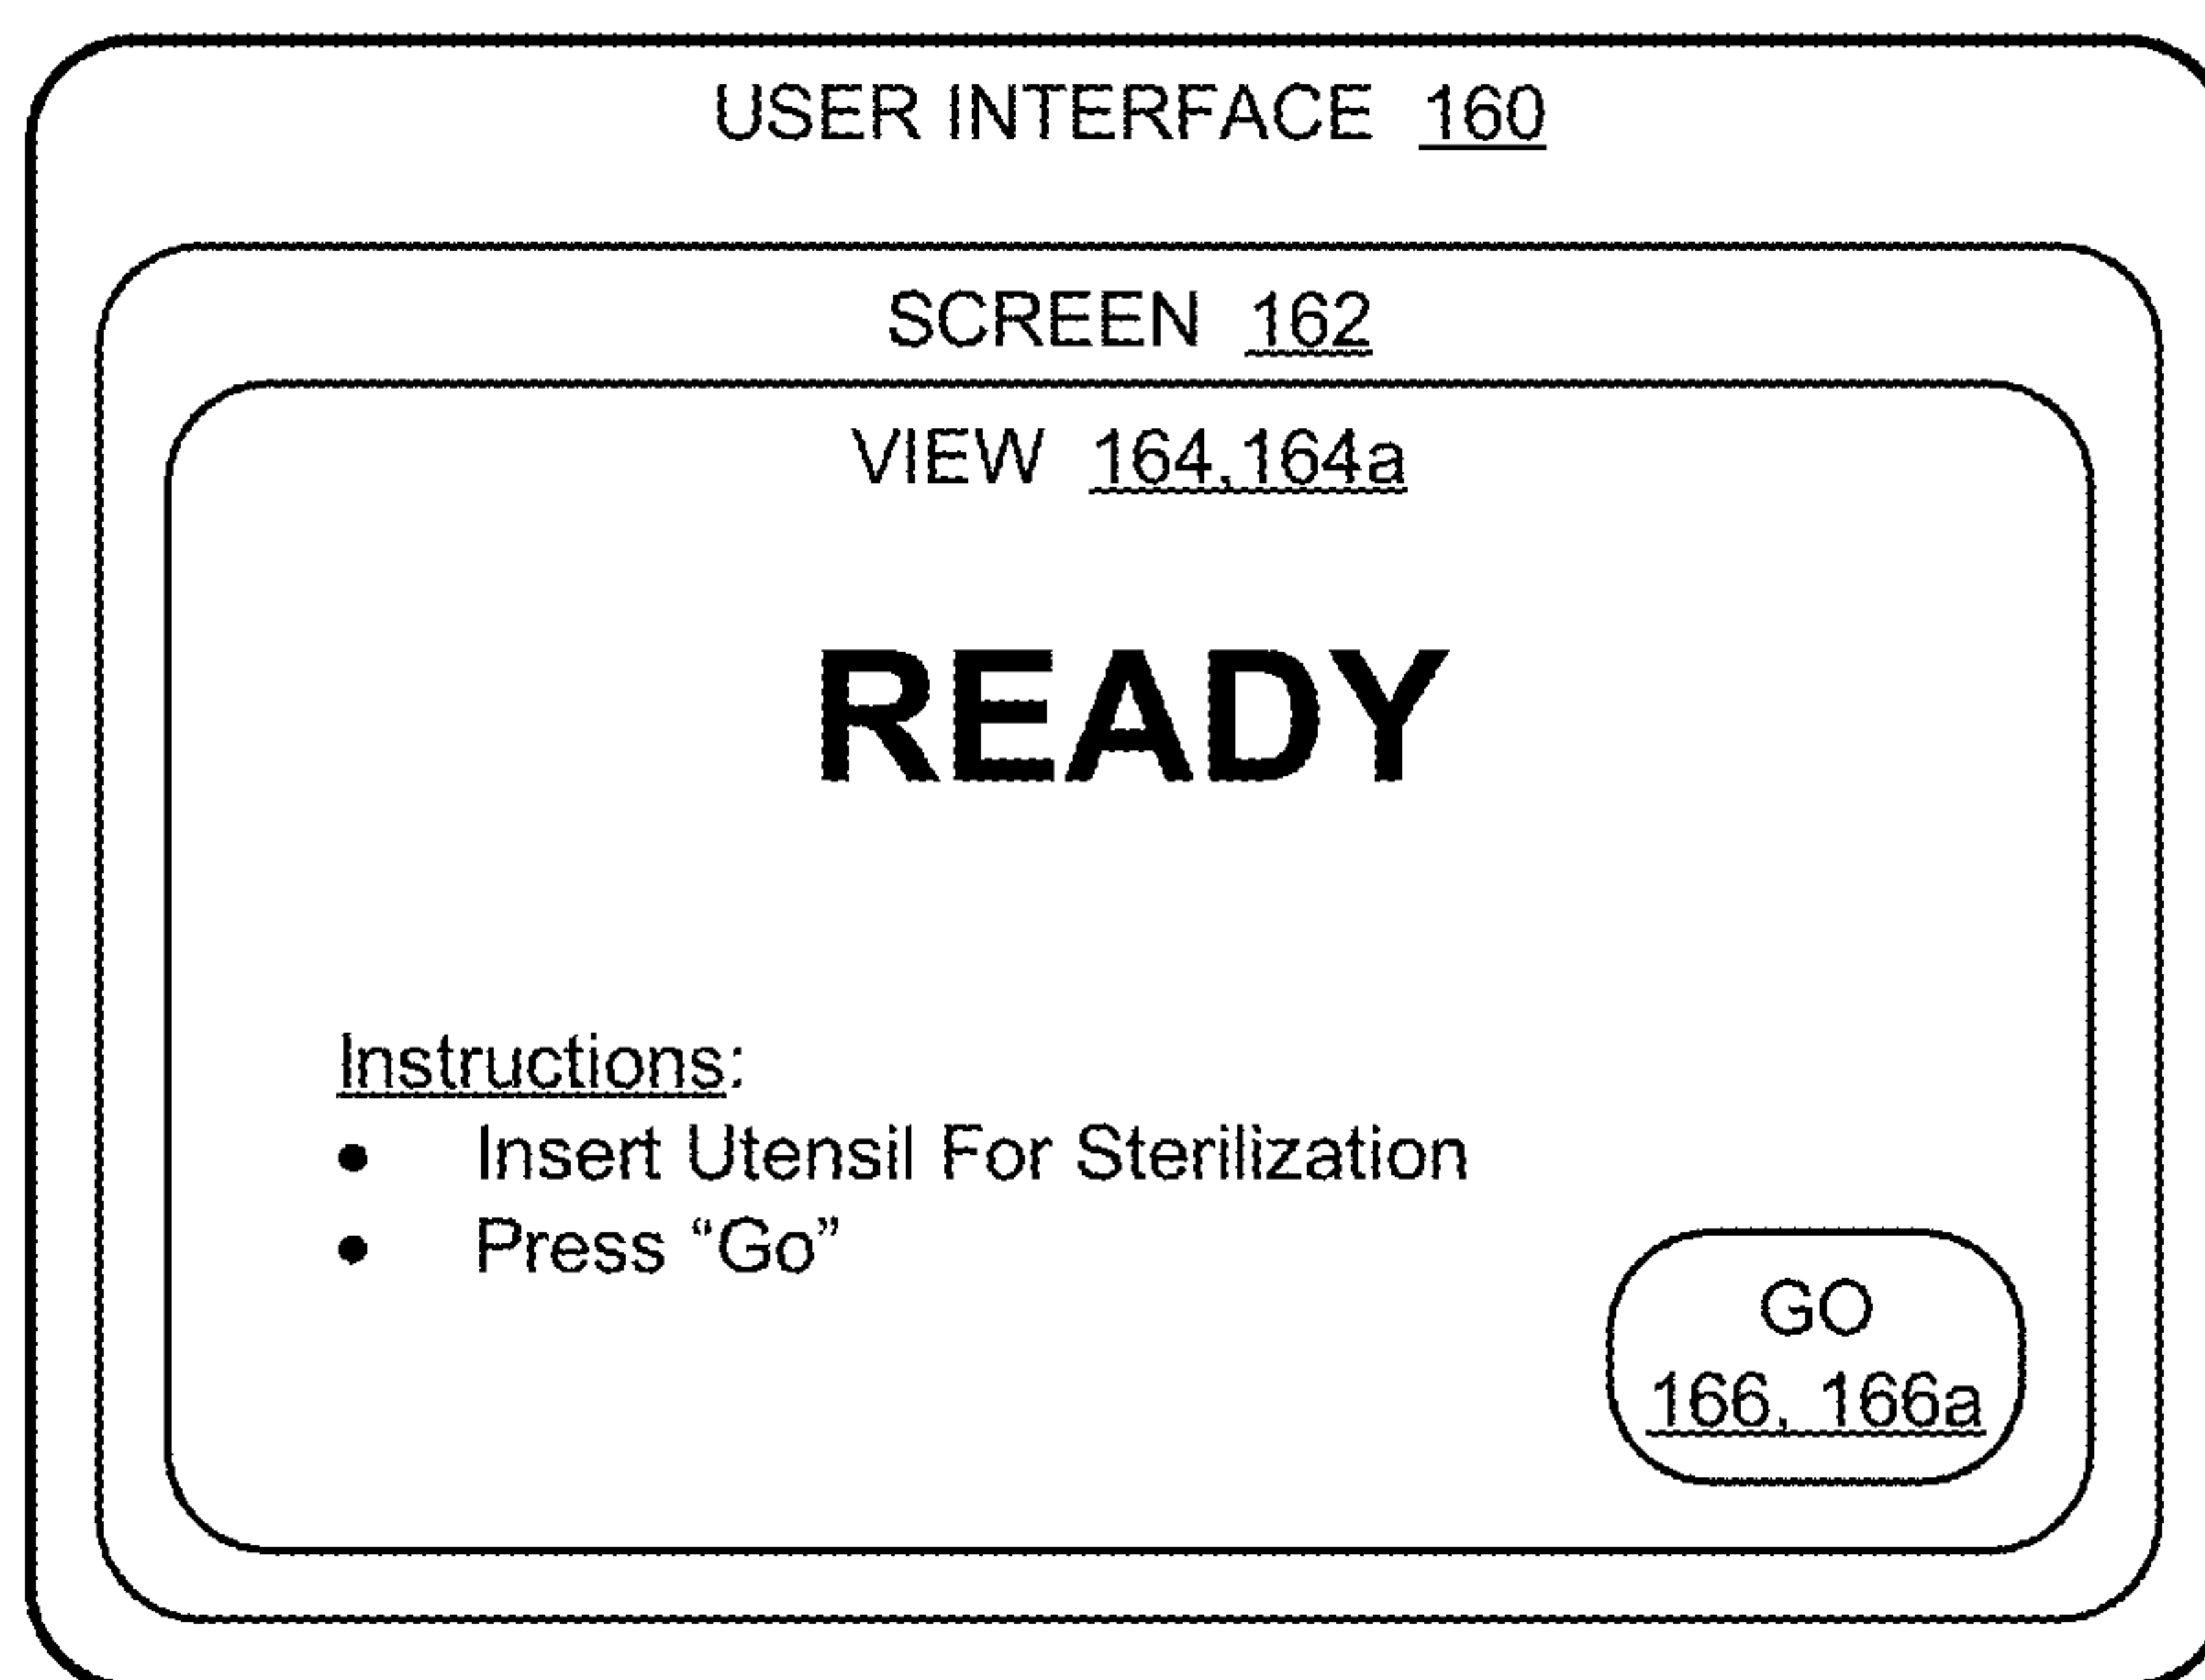 USER INTERFACE 160
SCREEN 162
VIEW 164,164a
READY
Instructions:
• Insert Utensil For Sterilization
• Press “Go”
GO
166, 166a